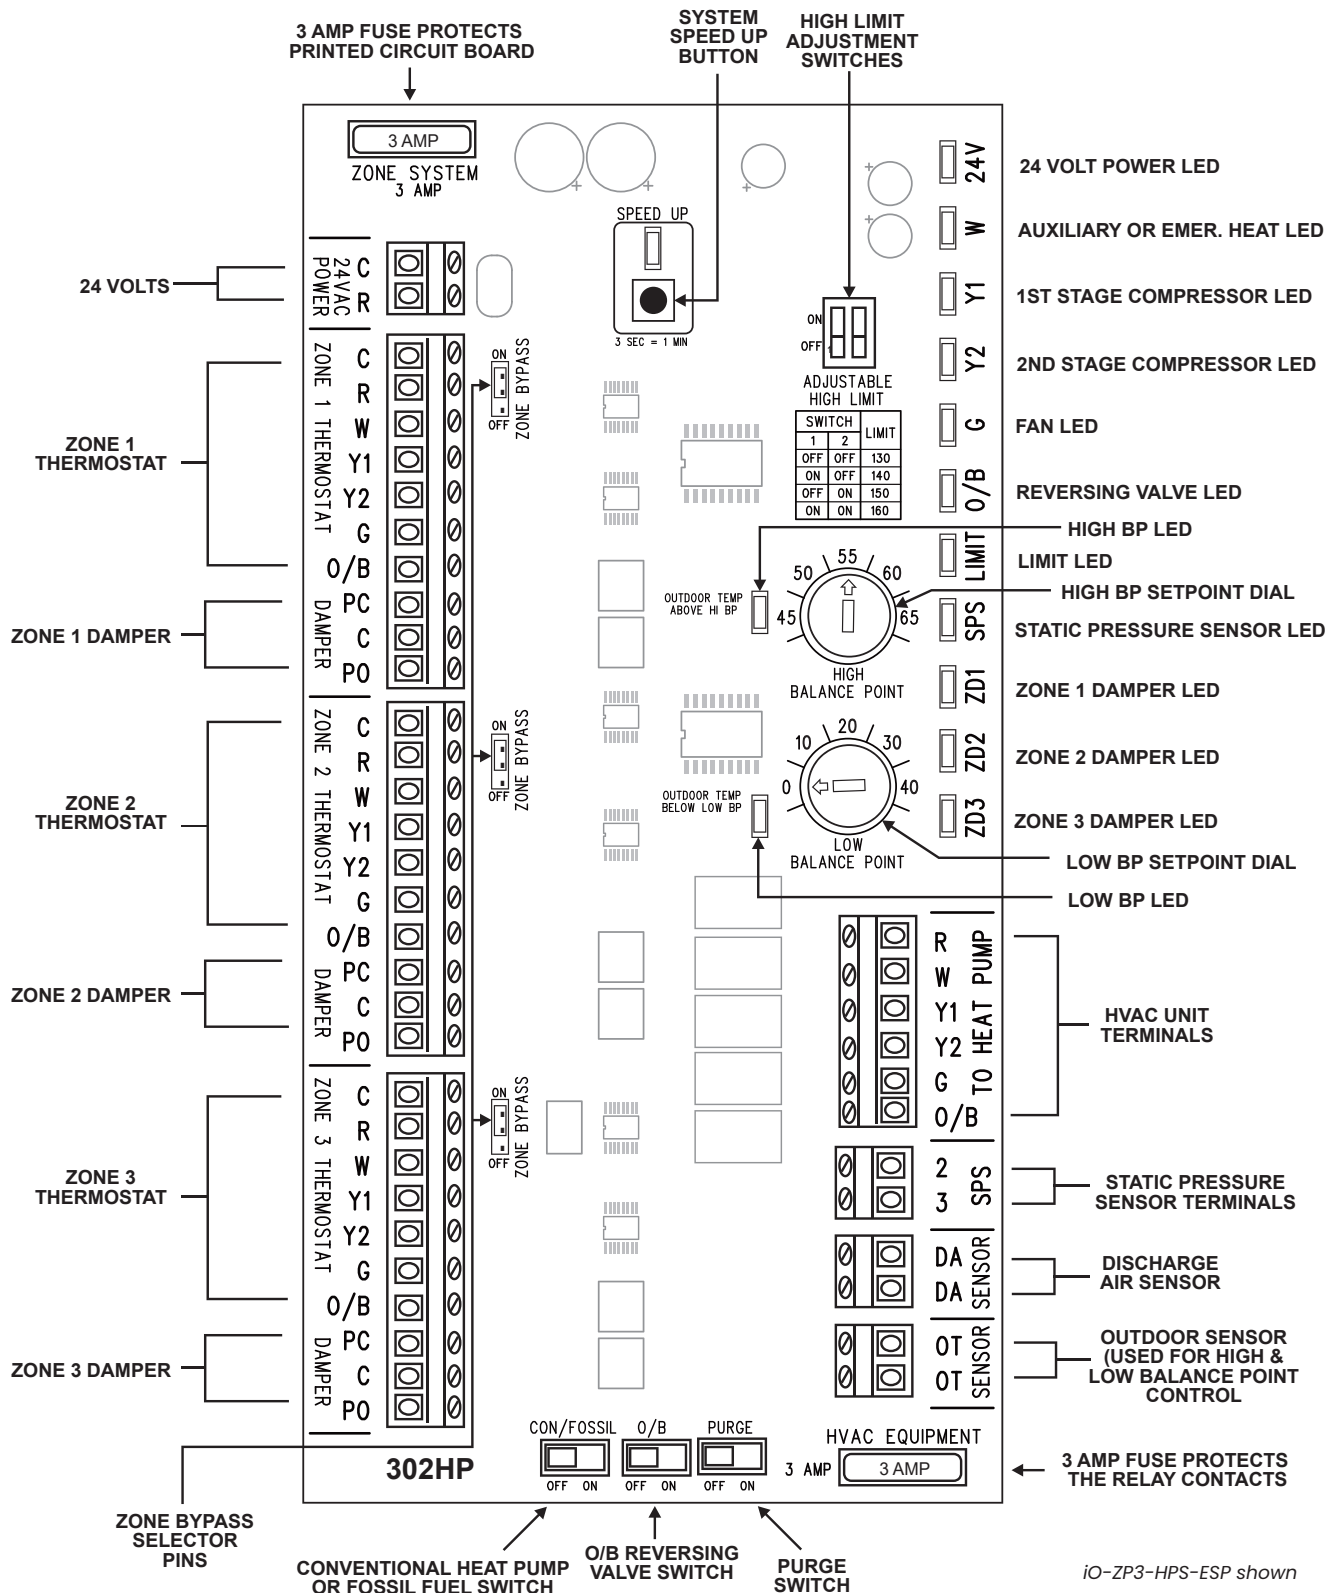 3 AMP FUSE PROTECTS
PRINTED CIRCUIT BOARD
SYSTEM
SPEED UP
BUTTON
HIGH LIMIT
ADJUSTMENT
SWITCHES
3 AMP
ZONE SYSTEM
3 AMP
SPEED UP
3 SEC = 1 MIN
24 VOLTS
24VAC
POWER
C
R
ZONE 1
THERMOSTAT
ZONE 1 THERMOSTAT
C
R
W
Y1
Y2
G
O/B
ON
OFF
ZONE BYPASS
ZONE 1 DAMPER
DAMPER
PC
C
PO
ZONE 2
THERMOSTAT
ZONE 2 THERMOSTAT
C
R
W
Y1
Y2
G
O/B
ON
OFF
ZONE BYPASS
ZONE 2 DAMPER
DAMPER
PC
C
PO
ZONE 3
THERMOSTAT
ZONE 3 THERMOSTAT
C
R
W
Y1
Y2
G
O/B
ON
OFF
ZONE BYPASS
ZONE 3 DAMPER
DAMPER
PC
C
PO
ON
OFF
1
ADJUSTABLE
HIGH LIMIT
SWITCH LIMIT
1 2
OFF OFF 130
ON OFF 140
OFF ON 150
ON ON 160
24V
24 VOLT POWER LED
W
AUXILIARY OR EMER. HEAT LED
Y1
1ST STAGE COMPRESSOR LED
Y2
2ND STAGE COMPRESSOR LED
G
FAN LED
O/B
REVERSING VALVE LED
HIGH BP LED
LIMIT
LIMIT LED
HIGH BP SETPOINT DIAL
SPS
STATIC PRESSURE SENSOR LED
ZD1
ZONE 1 DAMPER LED
ZD2
ZONE 2 DAMPER LED
ZD3
ZONE 3 DAMPER LED
LOW BP SETPOINT DIAL
LOW BP LED
OUTDOOR TEMP
ABOVE HI BP
45 50 55 60 65
HIGH
BALANCE POINT
OUTDOOR TEMP
BELOW LOW BP
0 10 20 30 40
LOW
BALANCE POINT
R
W
Y1
Y2
G
O/B
TO HEAT PUMP
HVAC UNIT
TERMINALS
2
3
SPS
STATIC PRESSURE
SENSOR TERMINALS
DA
DA
SENSOR
DISCHARGE
AIR SENSOR
OT
OT
SENSOR
OUTDOOR SENSOR
(USED FOR HIGH &
LOW BALANCE POINT
CONTROL
302HP
CON/FOSSIL
OFF ON
O/B
OFF ON
PURGE
OFF ON
HVAC EQUIPMENT
3 AMP
3 AMP
3 AMP FUSE PROTECTS
THE RELAY CONTACTS
ZONE BYPASS
SELECTOR
PINS
CONVENTIONAL HEAT PUMP
OR FOSSIL FUEL SWITCH
O/B REVERSING
VALVE SWITCH
PURGE
SWITCH
iO-ZP3-HPS-ESP shown